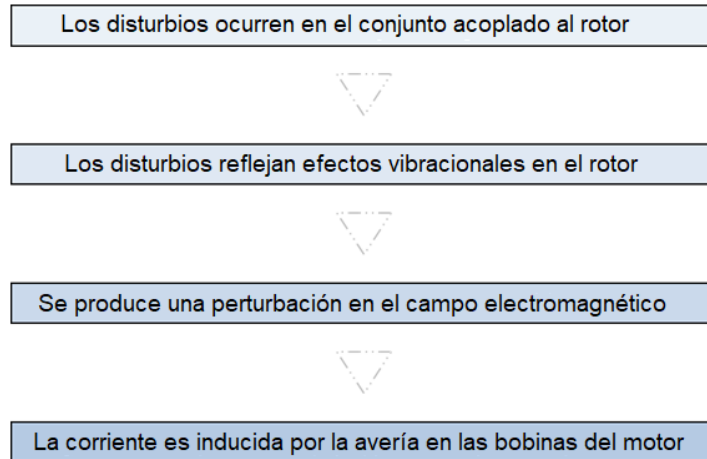 Los disturbios ocurren en el conjunto acoplado al rotor
Los disturbios reflejan efectos vibracionales en el rotor
Se produce una perturbación en el campo electromagnético
La corriente es inducida por la avería en las bobinas del motor